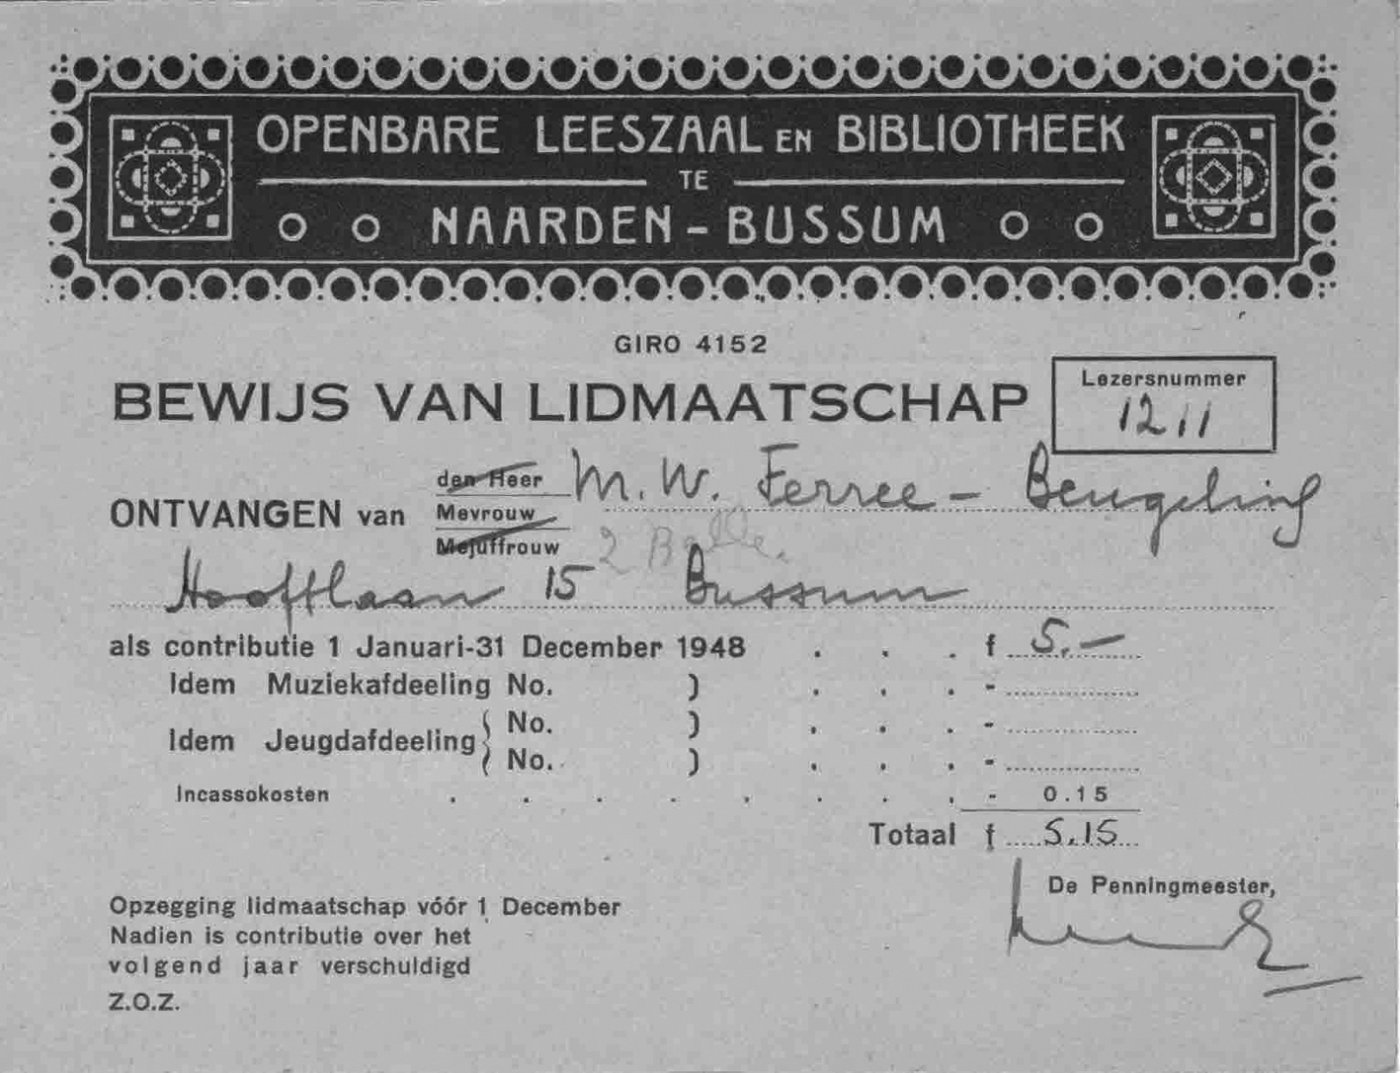 OPENBARE LEESZAAL EN BIBLIOTHEEK
TE
NAARDEN - BUSSUM
GIRO 4152
BEWIJS VAN LIDMAATSCHAP
Lezersnummer
1211
ONTVANGEN van
den Heer
Mevrouw
Mejuffrouw
M. W. Ferree - Beugeling
2 Balle.
Hooftlaan 15 Bussum
als contributie 1 Januari-31 December 1948 . . . f 5.-
Idem Muziekafdeeling No. ) . . . -
Idem Jeugdafdeeling { No. ) . . . -
No. ) . . . -
Incassokosten . . . . . . . . - 0.15
Totaal f 5.15
De Penningmeester,
Opzegging lidmaatschap vóór 1 December
Nadien is contributie over het
volgend jaar verschuldigd
Z.O.Z.